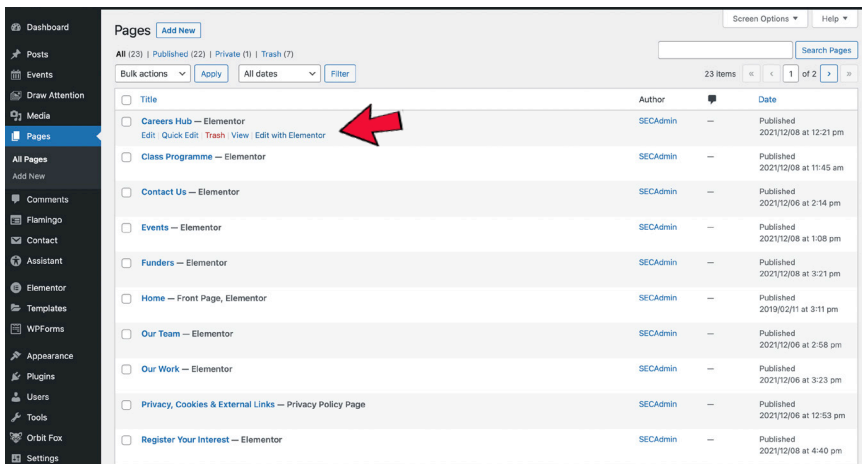 Dashboard
Posts
Events
Draw Attention
Media
Pages
All Pages
Add New
Comments
Flamingo
Contact
Assistant
Elementor
Templates
WPForms
Appearance
Plugins
Users
Tools
Orbit Fox
Settings
Screen Options ▼ Help ▼
Pages Add New
All (23) | Published (22) | Private (1) | Trash (7)
Search Pages
Bulk actions Apply All dates Filter 23 items « ‹ 1 of 2 › »
Title Author Date
Careers Hub — Elementor SECAdmin — Published
Edit | Quick Edit | Trash | View | Edit with Elementor 2021/12/08 at 12:21 pm
Class Programme — Elementor SECAdmin — Published
2021/12/08 at 11:45 am
Contact Us — Elementor SECAdmin — Published
2021/12/06 at 2:14 pm
Events — Elementor SECAdmin — Published
2021/12/08 at 1:08 pm
Funders — Elementor SECAdmin — Published
2021/12/08 at 3:21 pm
Home — Front Page, Elementor SECAdmin — Published
2019/02/11 at 3:11 pm
Our Team — Elementor SECAdmin — Published
2021/12/06 at 2:58 pm
Our Work — Elementor SECAdmin — Published
2021/12/06 at 3:23 pm
Privacy, Cookies & External Links — Privacy Policy Page SECAdmin — Published
2021/12/06 at 12:53 pm
Register Your Interest — Elementor SECAdmin — Published
2021/12/08 at 4:40 pm